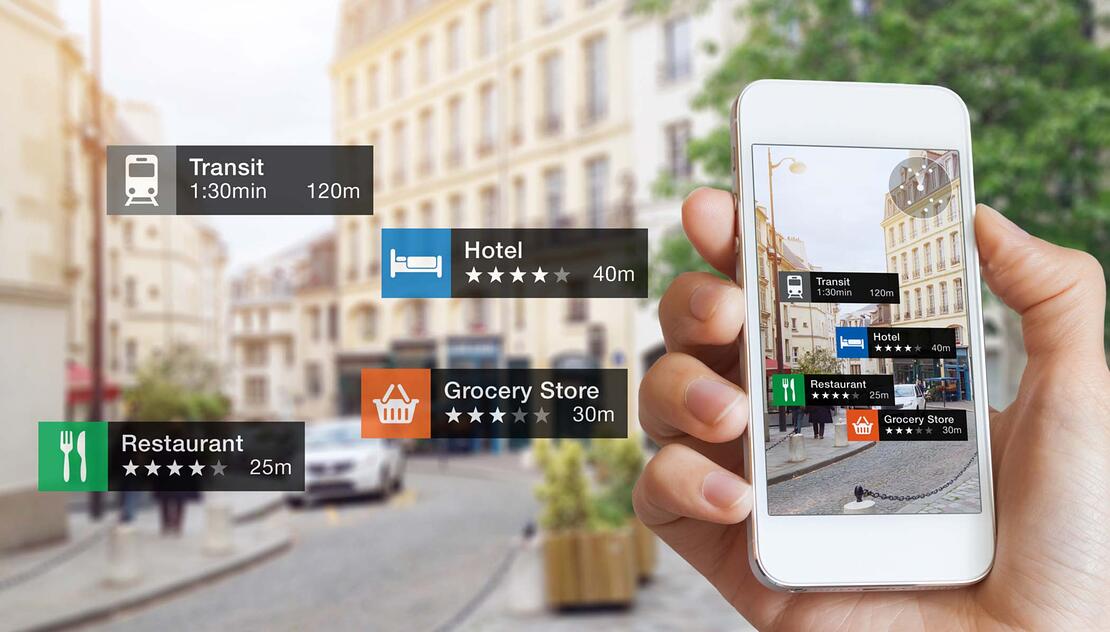 Transit
1:30min 120m
Hotel
40m
Grocery Store
30m
Restaurant
25m
Transit
1:30min 120m
Hotel
40m
Restaurant
25m
Grocery Store
30m